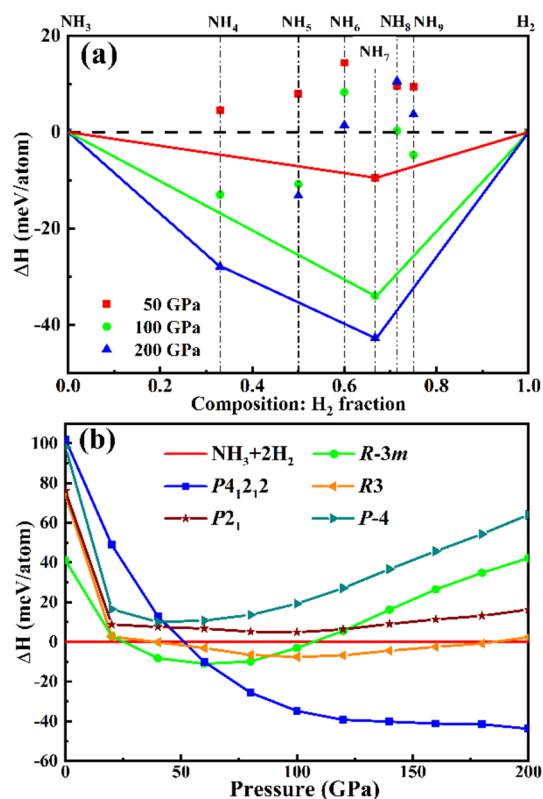 NH3 NH4 NH5 NH6 NH8 NH9 H2
NH7
(a)
20
0
-20
-40
ΔH (meV/atom)
50 GPa
100 GPa
200 GPa
0.0 0.2 0.4 0.6 0.8 1.0
Composition: H2 fraction
(b)
100
80
60
40
20
0
-20
-40
-60
ΔH (meV/atom)
NH3+2H2 R-3m
P41212 R3
P21 P-4
0 50 100 150 200
Pressure (GPa)